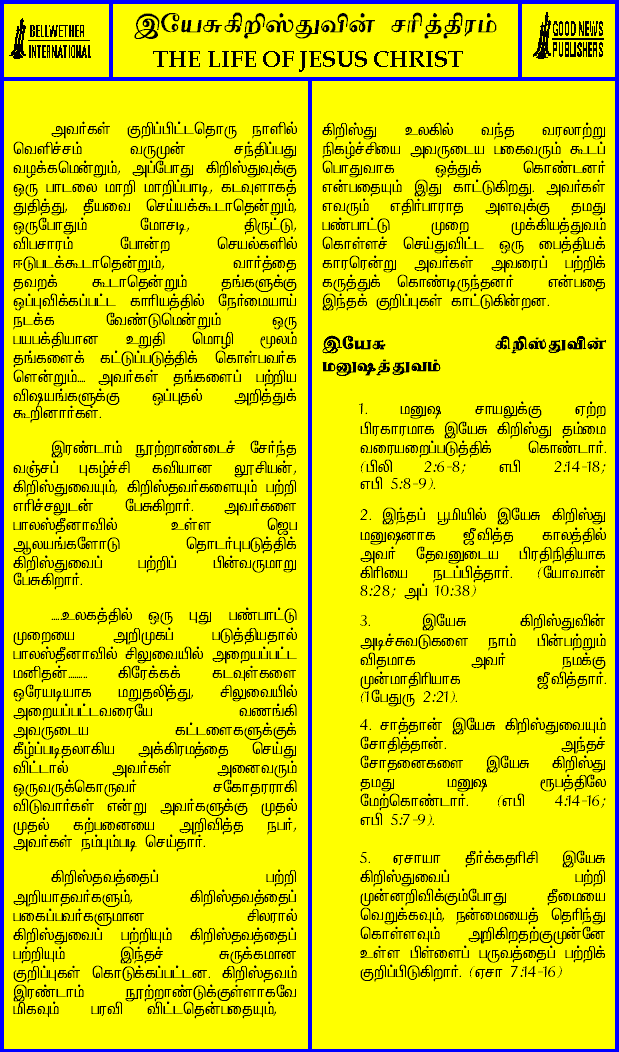 BELLWETHER
INTERNATIONAL
இயேசுகிறிஸ்துவின் சரித்திரம்
THE LIFE OF JESUS CHRIST
GOOD NEWS
PUBLISHERS
அவர்கள் குறிப்பிட்டதொரு நாளில்
வெளிச்சம் வருமுன் சந்திப்பது
வழக்கமென்றும், அப்போது கிறிஸ்துவுக்கு
ஒரு பாடலை மாறி மாறிப்பாடி, கடவுளாகத்
துதித்து, தீயவை செய்யக்கூடாதென்றும்,
ஒருபோதும் மோசடி, திருட்டு,
விபசாரம் போன்ற செயல்களில்
ஈடுபடக்கூடாதென்றும், வார்த்தை
தவறக் கூடாதென்றும் தங்களுக்கு
ஒப்புவிக்கப்பட்ட காரியத்தில் நேர்மையாய்
நடக்க வேண்டுமென்றும் ஒரு
பயபக்தியான உறுதி மொழி மூலம்
தங்களைக் கட்டுப்படுத்திக் கொள்பவர்க
ளென்றும்.... அவர்கள் தங்களைப் பற்றிய
விஷயங்களுக்கு ஒப்புதல் அறித்துக்
கூறினார்கள்.
இரண்டாம் நூற்றாண்டைச் சேர்ந்த
வஞ்சப் புகழ்ச்சி கவியான லூசியன்,
கிறிஸ்துவையும், கிறிஸ்தவர்களையும் பற்றி
எரிச்சலுடன் பேசுகிறார். அவர்களை
பாலஸ்தீனாவில் உள்ள ஜெப
ஆலயங்களோடு தொடர்புபடுத்திக்
கிறிஸ்துவைப் பற்றிப் பின்வருமாறு
பேசுகிறார்.
....உலகத்தில் ஒரு புது பண்பாட்டு
முறையை அறிமுகப் படுத்தியதால்
பாலஸ்தீனாவில் சிலுவையில் அறையப்பட்ட
மனிதன்......... கிரேக்கக் கடவுள்களை
ஒரேயடியாக மறுதலித்து, சிலுவையில்
அறையப்பட்டவரையே வணங்கி
அவருடைய கட்டளைகளுக்குக்
கீழ்ப்படிதலாகிய அக்கிரமத்தை செய்து
விட்டால் அவர்கள் அனைவரும்
ஒருவருக்கொருவர் சகோதரராகி
விடுவார்கள் என்று அவர்களுக்கு முதல்
முதல் கற்பனையை அறிவித்த நபர்,
அவர்கள் நம்பும்படி செய்தார்.
கிறிஸ்தவத்தைப் பற்றி
அறியாதவர்களும், கிறிஸ்தவத்தைப்
பகைப்பவர்களுமான சிலரால்
கிறிஸ்துவைப் பற்றியும் கிறிஸ்தவத்தைப்
பற்றியும் இந்தச் சுருக்கமான
குறிப்புகள் கொடுக்கப்பட்டன. கிறிஸ்தவம்
இரண்டாம் நூற்றாண்டுக்குள்ளாகவே
மிகவும் பரவி விட்டதென்பதையும்,
கிறிஸ்து உலகில் வந்த வரலாற்று
நிகழ்ச்சியை அவருடைய பகைவரும் கூடப்
பொதுவாக ஒத்துக் கொண்டனர்
என்பதையும் இது காட்டுகிறது. அவர்கள்
எவரும் எதிர்பாராத அளவுக்கு தமது
பண்பாட்டு முறை முக்கியத்துவம்
கொள்ளச் செய்துவிட்ட ஒரு பைத்தியக்
காரரென்று அவர்கள் அவரைப் பற்றிக்
கருத்துக் கொண்டிருந்தனர் என்பதை
இந்தக் குறிப்புகள் காட்டுகின்றன.
இயேசு கிறிஸ்துவின்
மனுஷத்துவம்
1. மனுஷ சாயலுக்கு ஏற்ற
பிரகாரமாக இயேசு கிறிஸ்து தம்மை
வரையறைப்படுத்திக் கொண்டார்.
(பிலி 2:6-8; எபி 2:14-18;
எபி 5:8-9).
2. இந்தப் பூமியில் இயேசு கிறிஸ்து
மனுஷனாக ஜீவித்த காலத்தில்
அவர் தேவனுடைய பிரதிநிதியாக
கிரியை நடப்பித்தார். (யோவான்
8:28; அப் 10:38)
3. இயேசு கிறிஸ்துவின்
அடிச்சுவடுகளை நாம் பின்பற்றும்
விதமாக அவர் நமக்கு
முன்மாதிரியாக ஜீவித்தார்.
(1பேதுரு 2:21).
4. சாத்தான் இயேசு கிறிஸ்துவையும்
சோதித்தான். அந்தச்
சோதனைகளை இயேசு கிறிஸ்து
தமது மனுஷ ரூபத்திலே
மேற்கொண்டார். (எபி 4:14-16;
எபி 5:7-9).
5. ஏசாயா தீர்க்கதரிசி இயேசு
கிறிஸ்துவைப் பற்றி
முன்னறிவிக்கும்போது தீமையை
வெறுக்கவும், நன்மையைத் தெரிந்து
கொள்ளவும் அறிகிறதற்குமுன்னே
உள்ள பிள்ளைப் பருவத்தைப் பற்றிக்
குறிப்பிடுகிறார். (ஏசா 7:14-16)